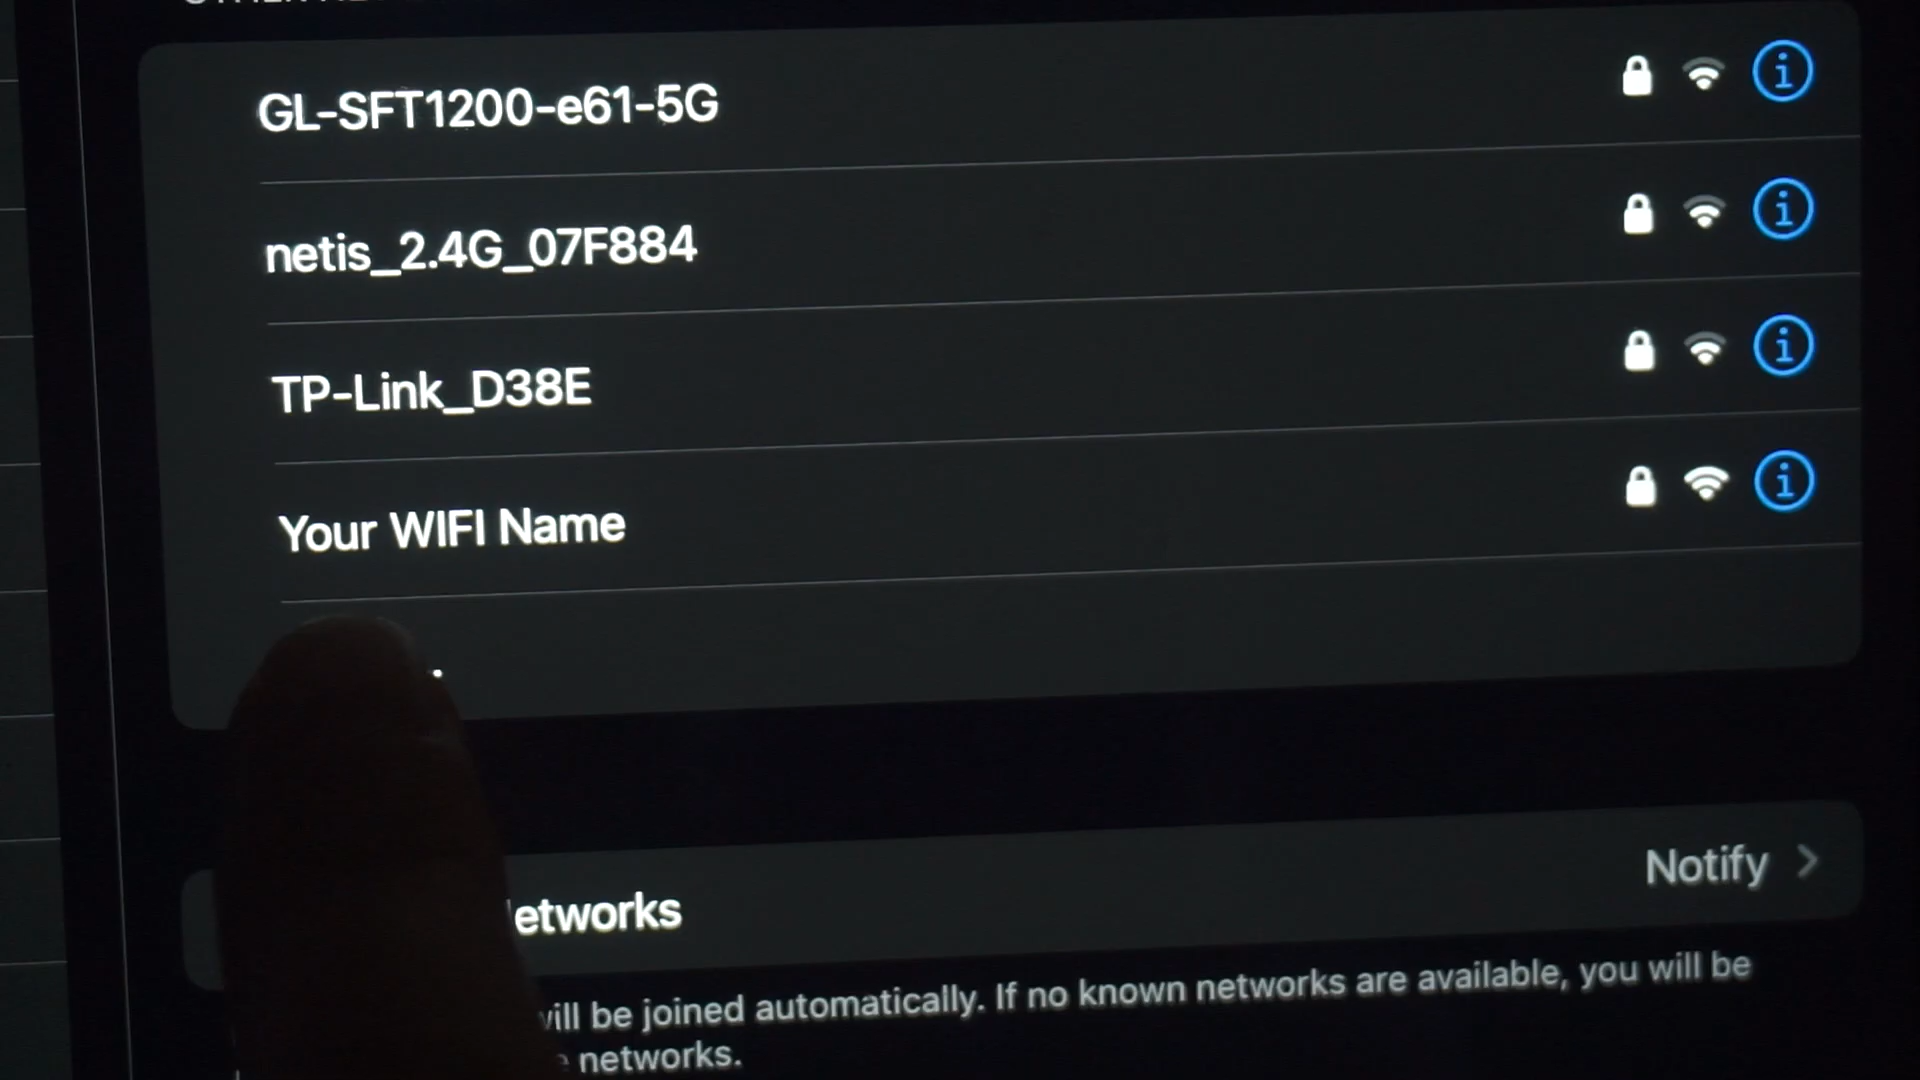 GL-SFT1200-e61-5G
netis_2.4G_07F884
TP-Link_D38E
Your WIFI Name
etworks
Notify
will be joined automatically. If no known networks are available, you will be
networks.